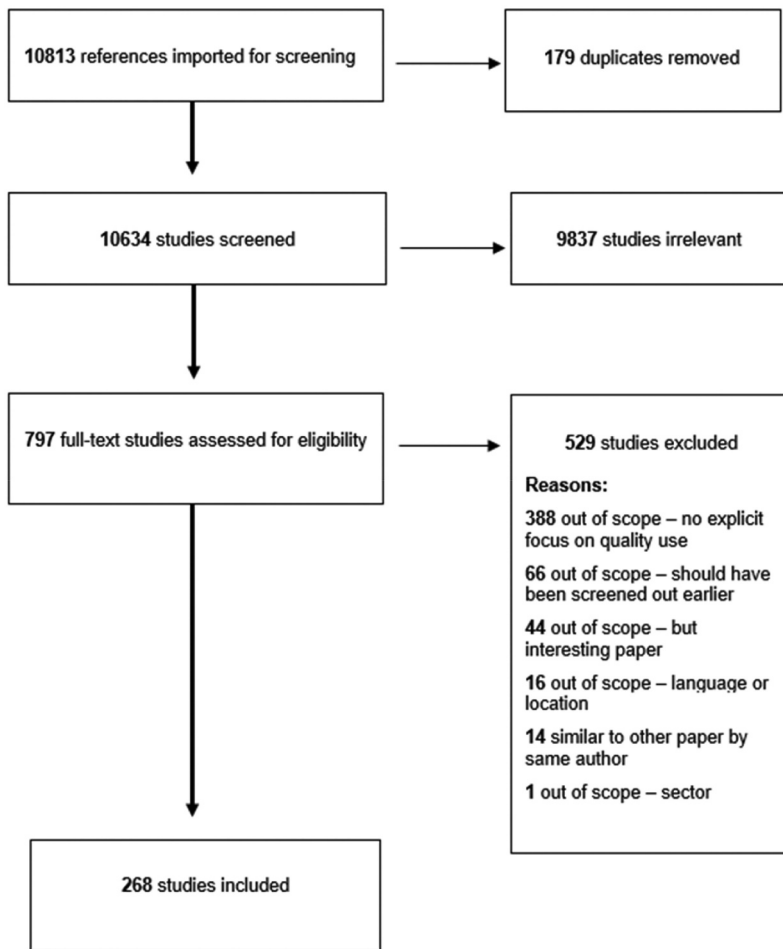 10813 references imported for screening
179 duplicates removed
10634 studies screened
9837 studies irrelevant
797 full-text studies assessed for eligibility
529 studies excluded
Reasons:
388 out of scope – no explicit
focus on quality use
66 out of scope – should have
been screened out earlier
44 out of scope – but
interesting paper
16 out of scope – language or
location
14 similar to other paper by
same author
1 out of scope – sector
268 studies included